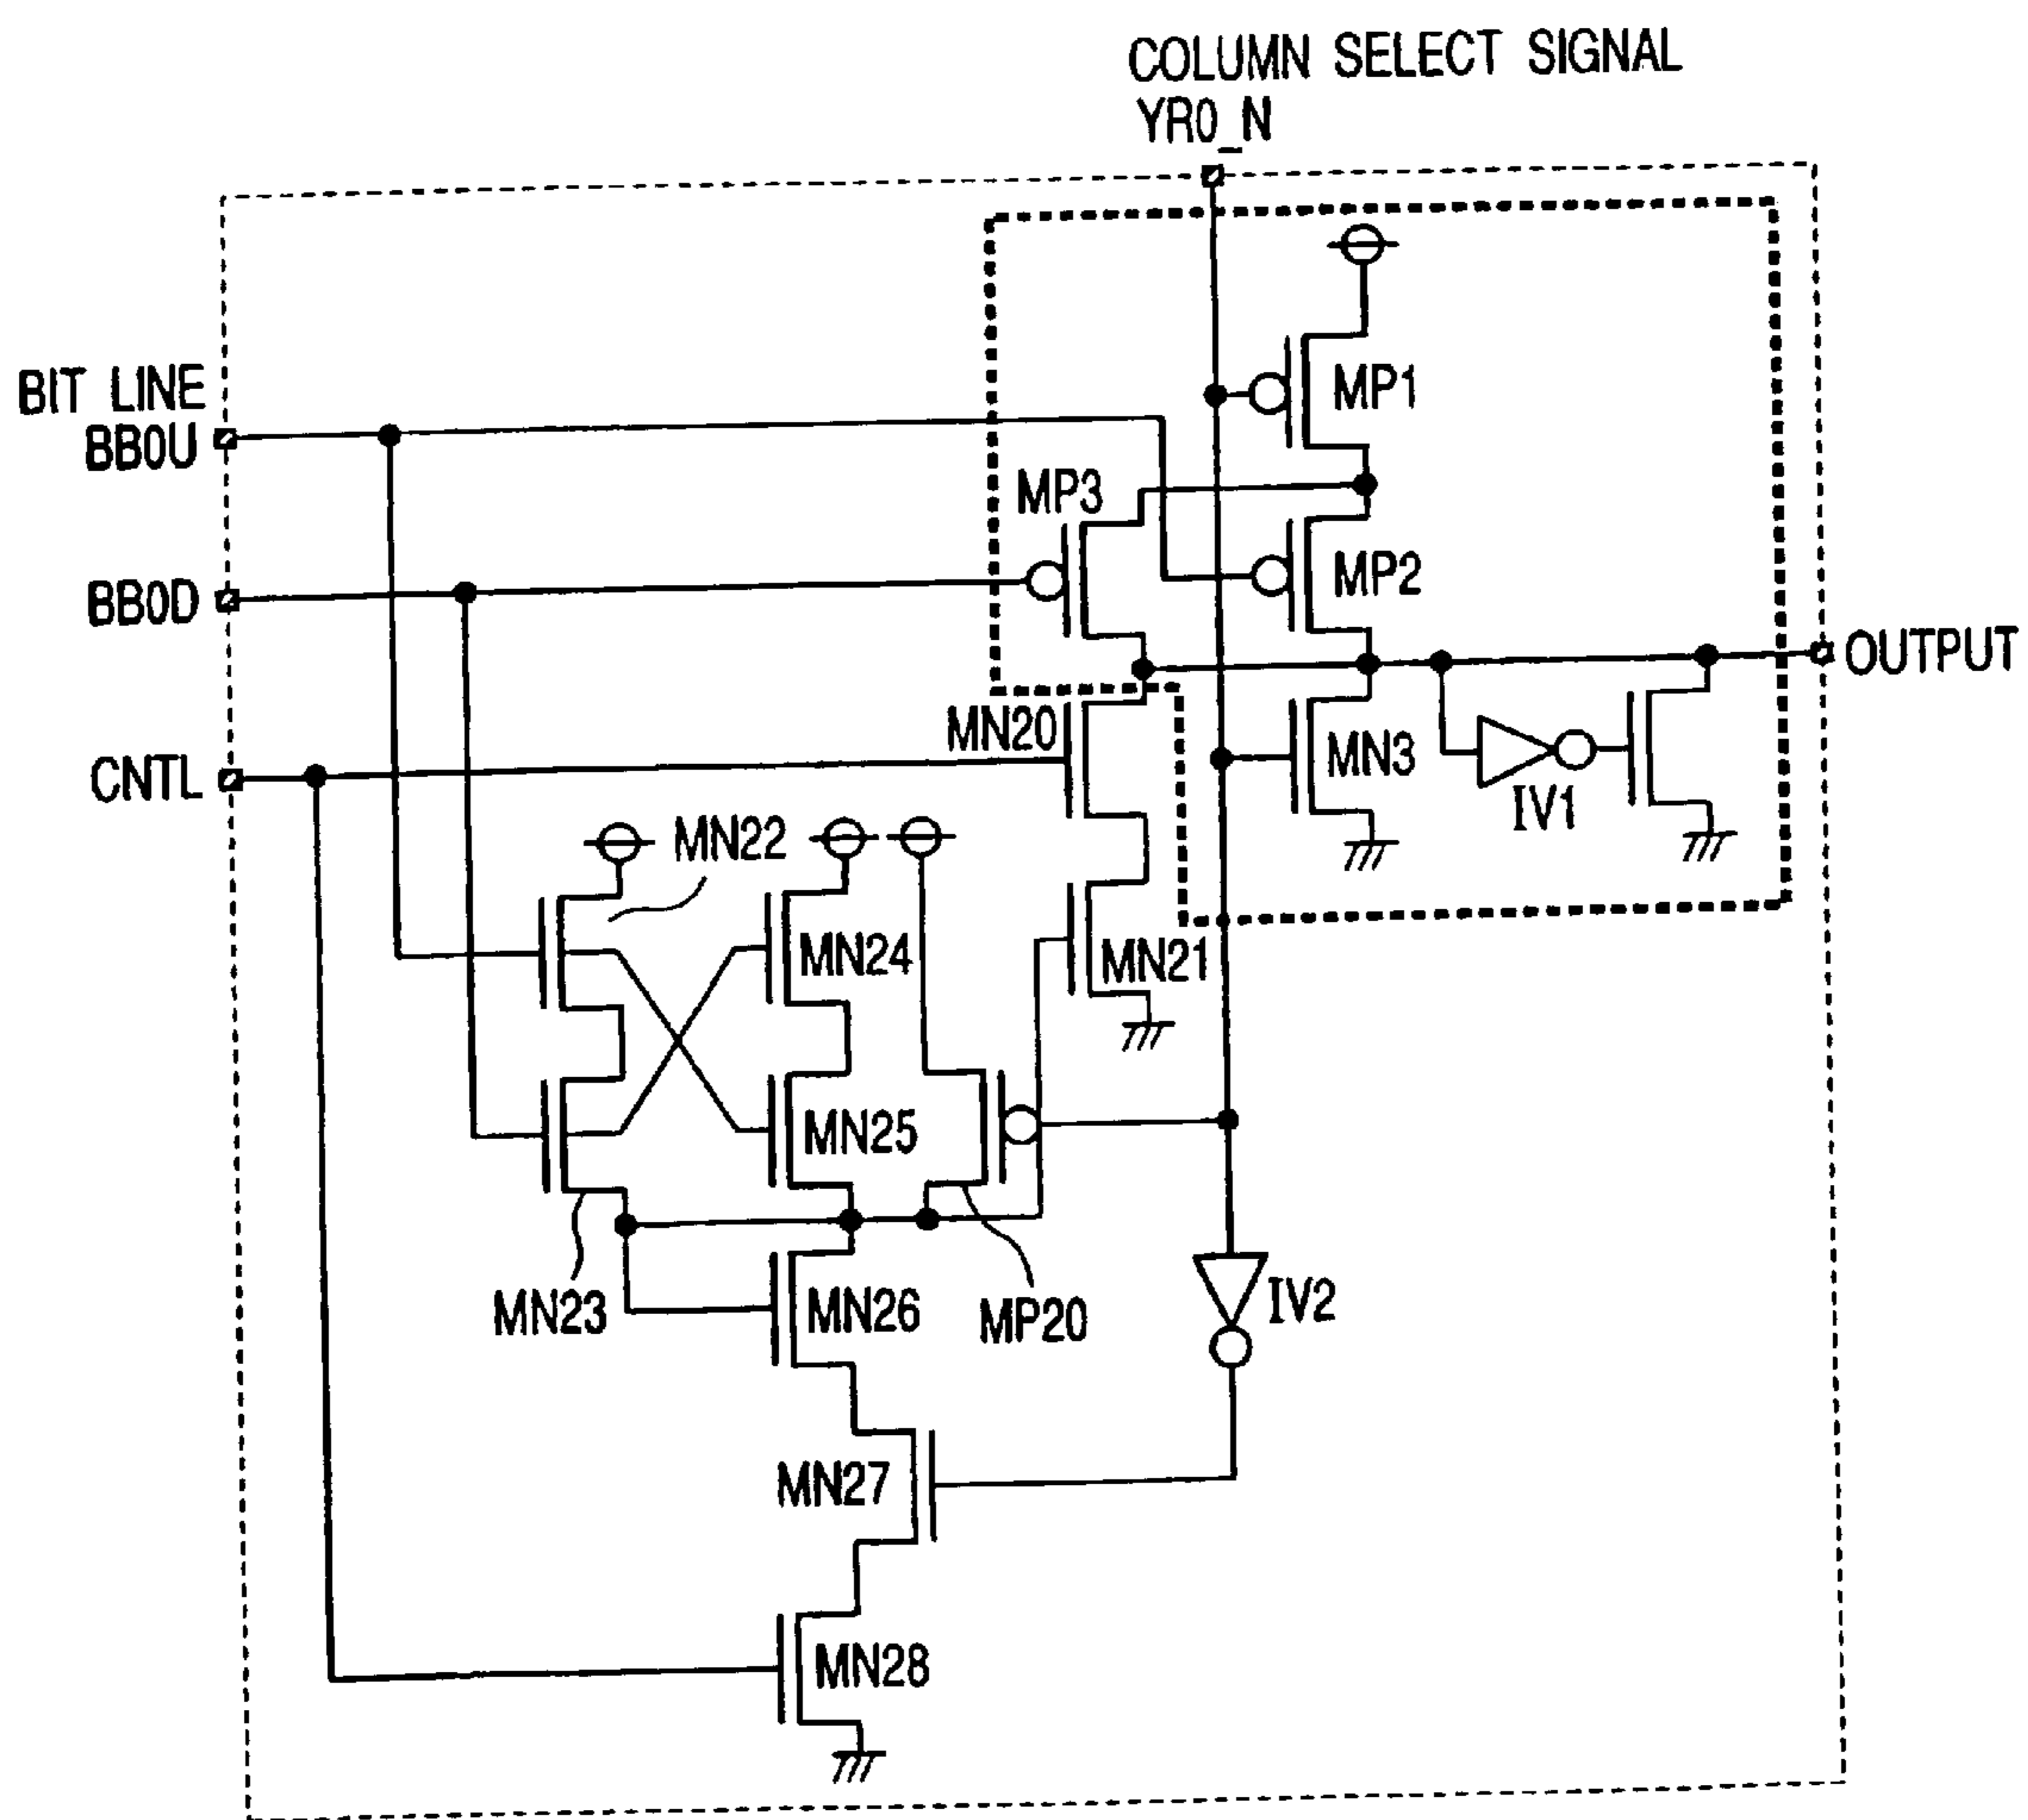 COLUMN SELECT SIGNAL
YR0_N
BIT LINE
BB0U
MP1
MP3
MP2
BB0D
OUTPUT
MN20
MN3
CNTL
IV1
MN22
MN24
MN21
MN25
MN23
MN26
MP20
IV2
MN27
MN28